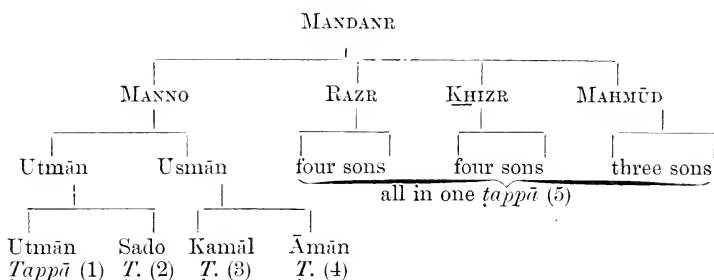 MANDANR
MANNO RAZR KHIZR MAHMŪD
Utmān Usmān four sons four sons three sons
all in one ṭappā (5)
Utmān Sado Kamāl Āmān
Tappā (1) T. (2) T. (3) T. (4)